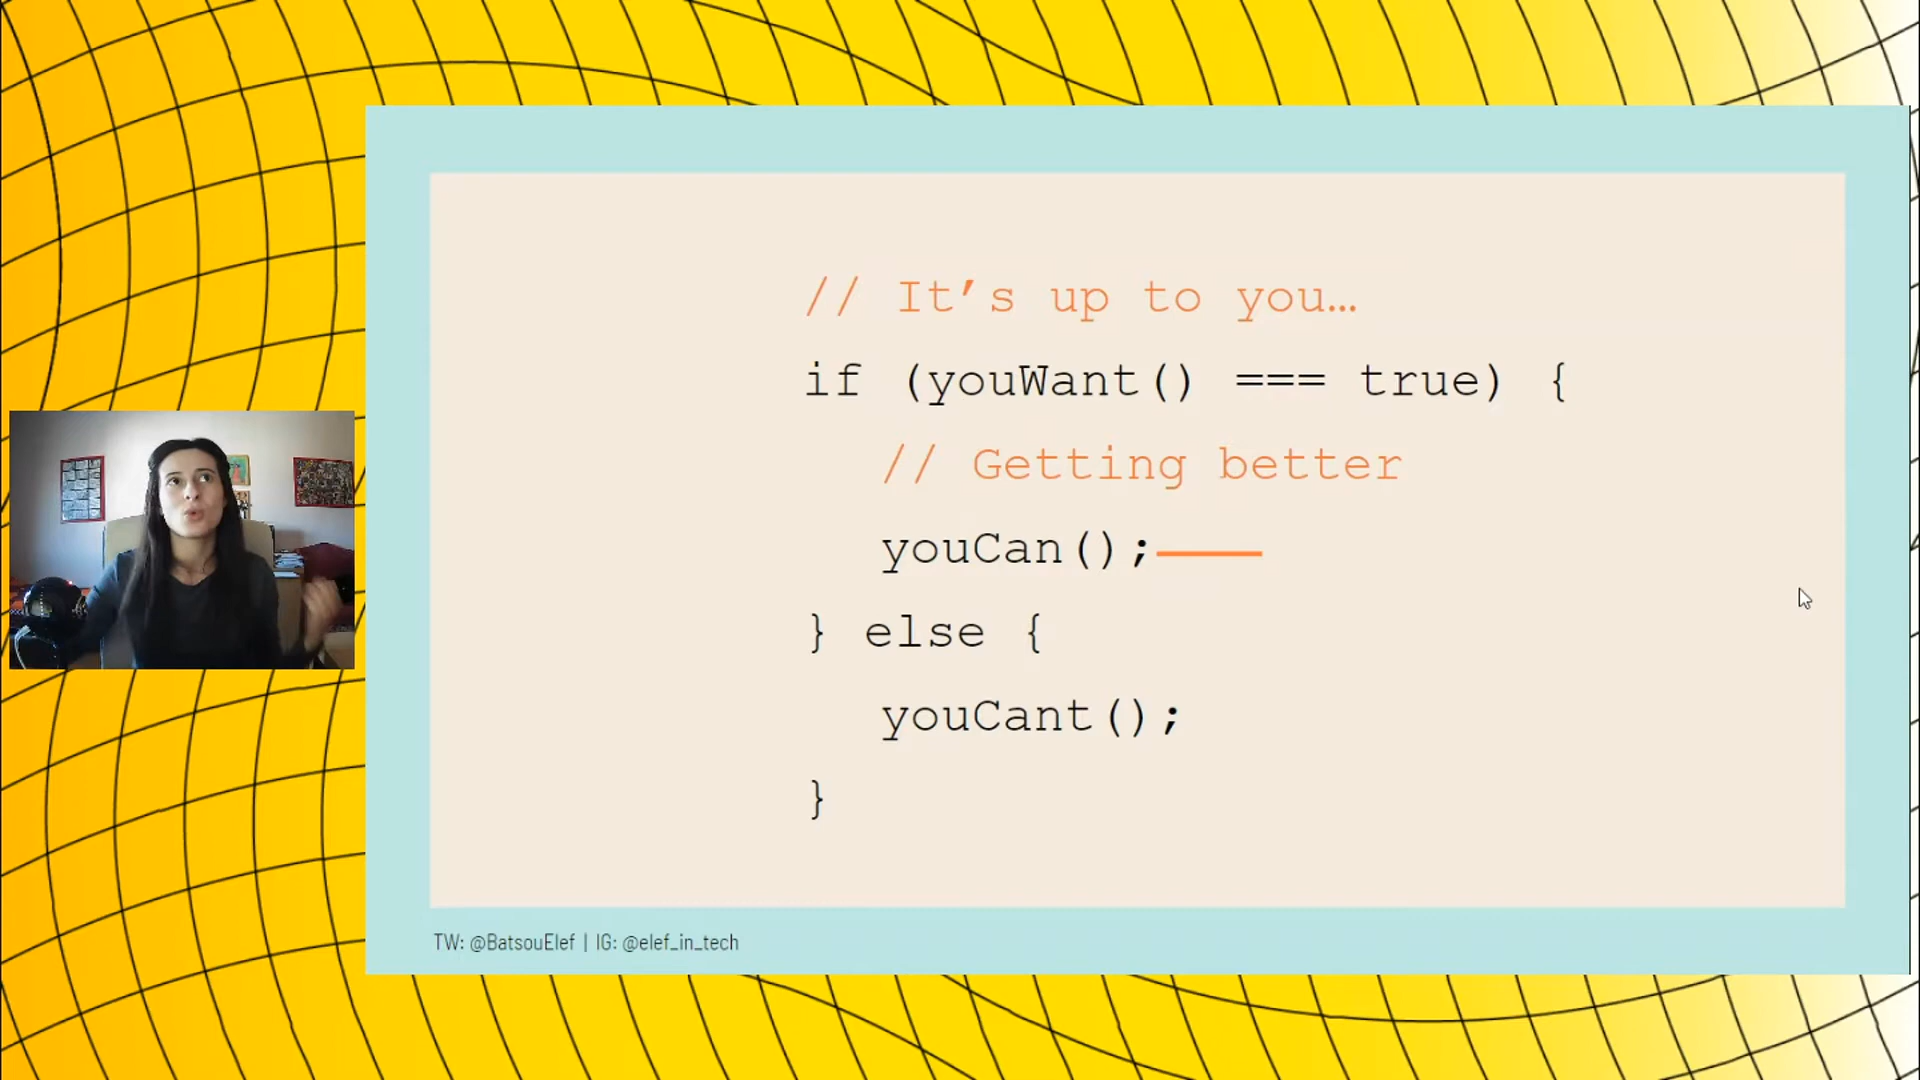 // It’s up to you…
if (youWant() === true) {
// Getting better
youCan();
} else {
youCant();
}
TW: @BatsouElef | IG: @elef_in_tech